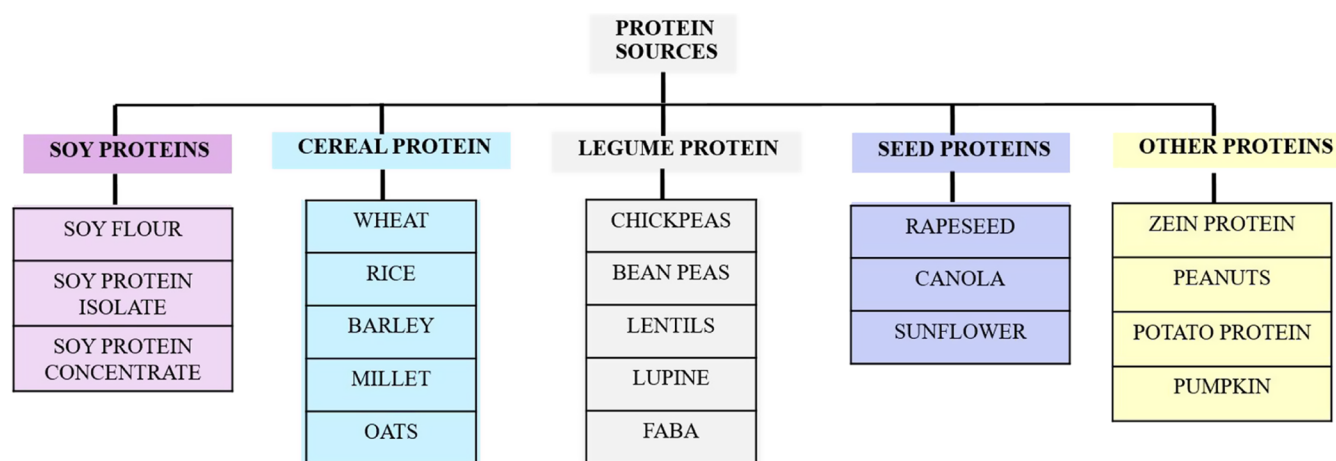 PROTEIN
SOURCES
SOY PROTEINS
SOY FLOUR
SOY PROTEIN
ISOLATE
SOY PROTEIN
CONCENTRATE
CEREAL PROTEIN
WHEAT
RICE
BARLEY
MILLET
OATS
LEGUME PROTEIN
CHICKPEAS
BEAN PEAS
LENTILS
LUPINE
FABA
SEED PROTEINS
RAPESEED
CANOLA
SUNFLOWER
OTHER PROTEINS
ZEIN PROTEIN
PEANUTS
POTATO PROTEIN
PUMPKIN